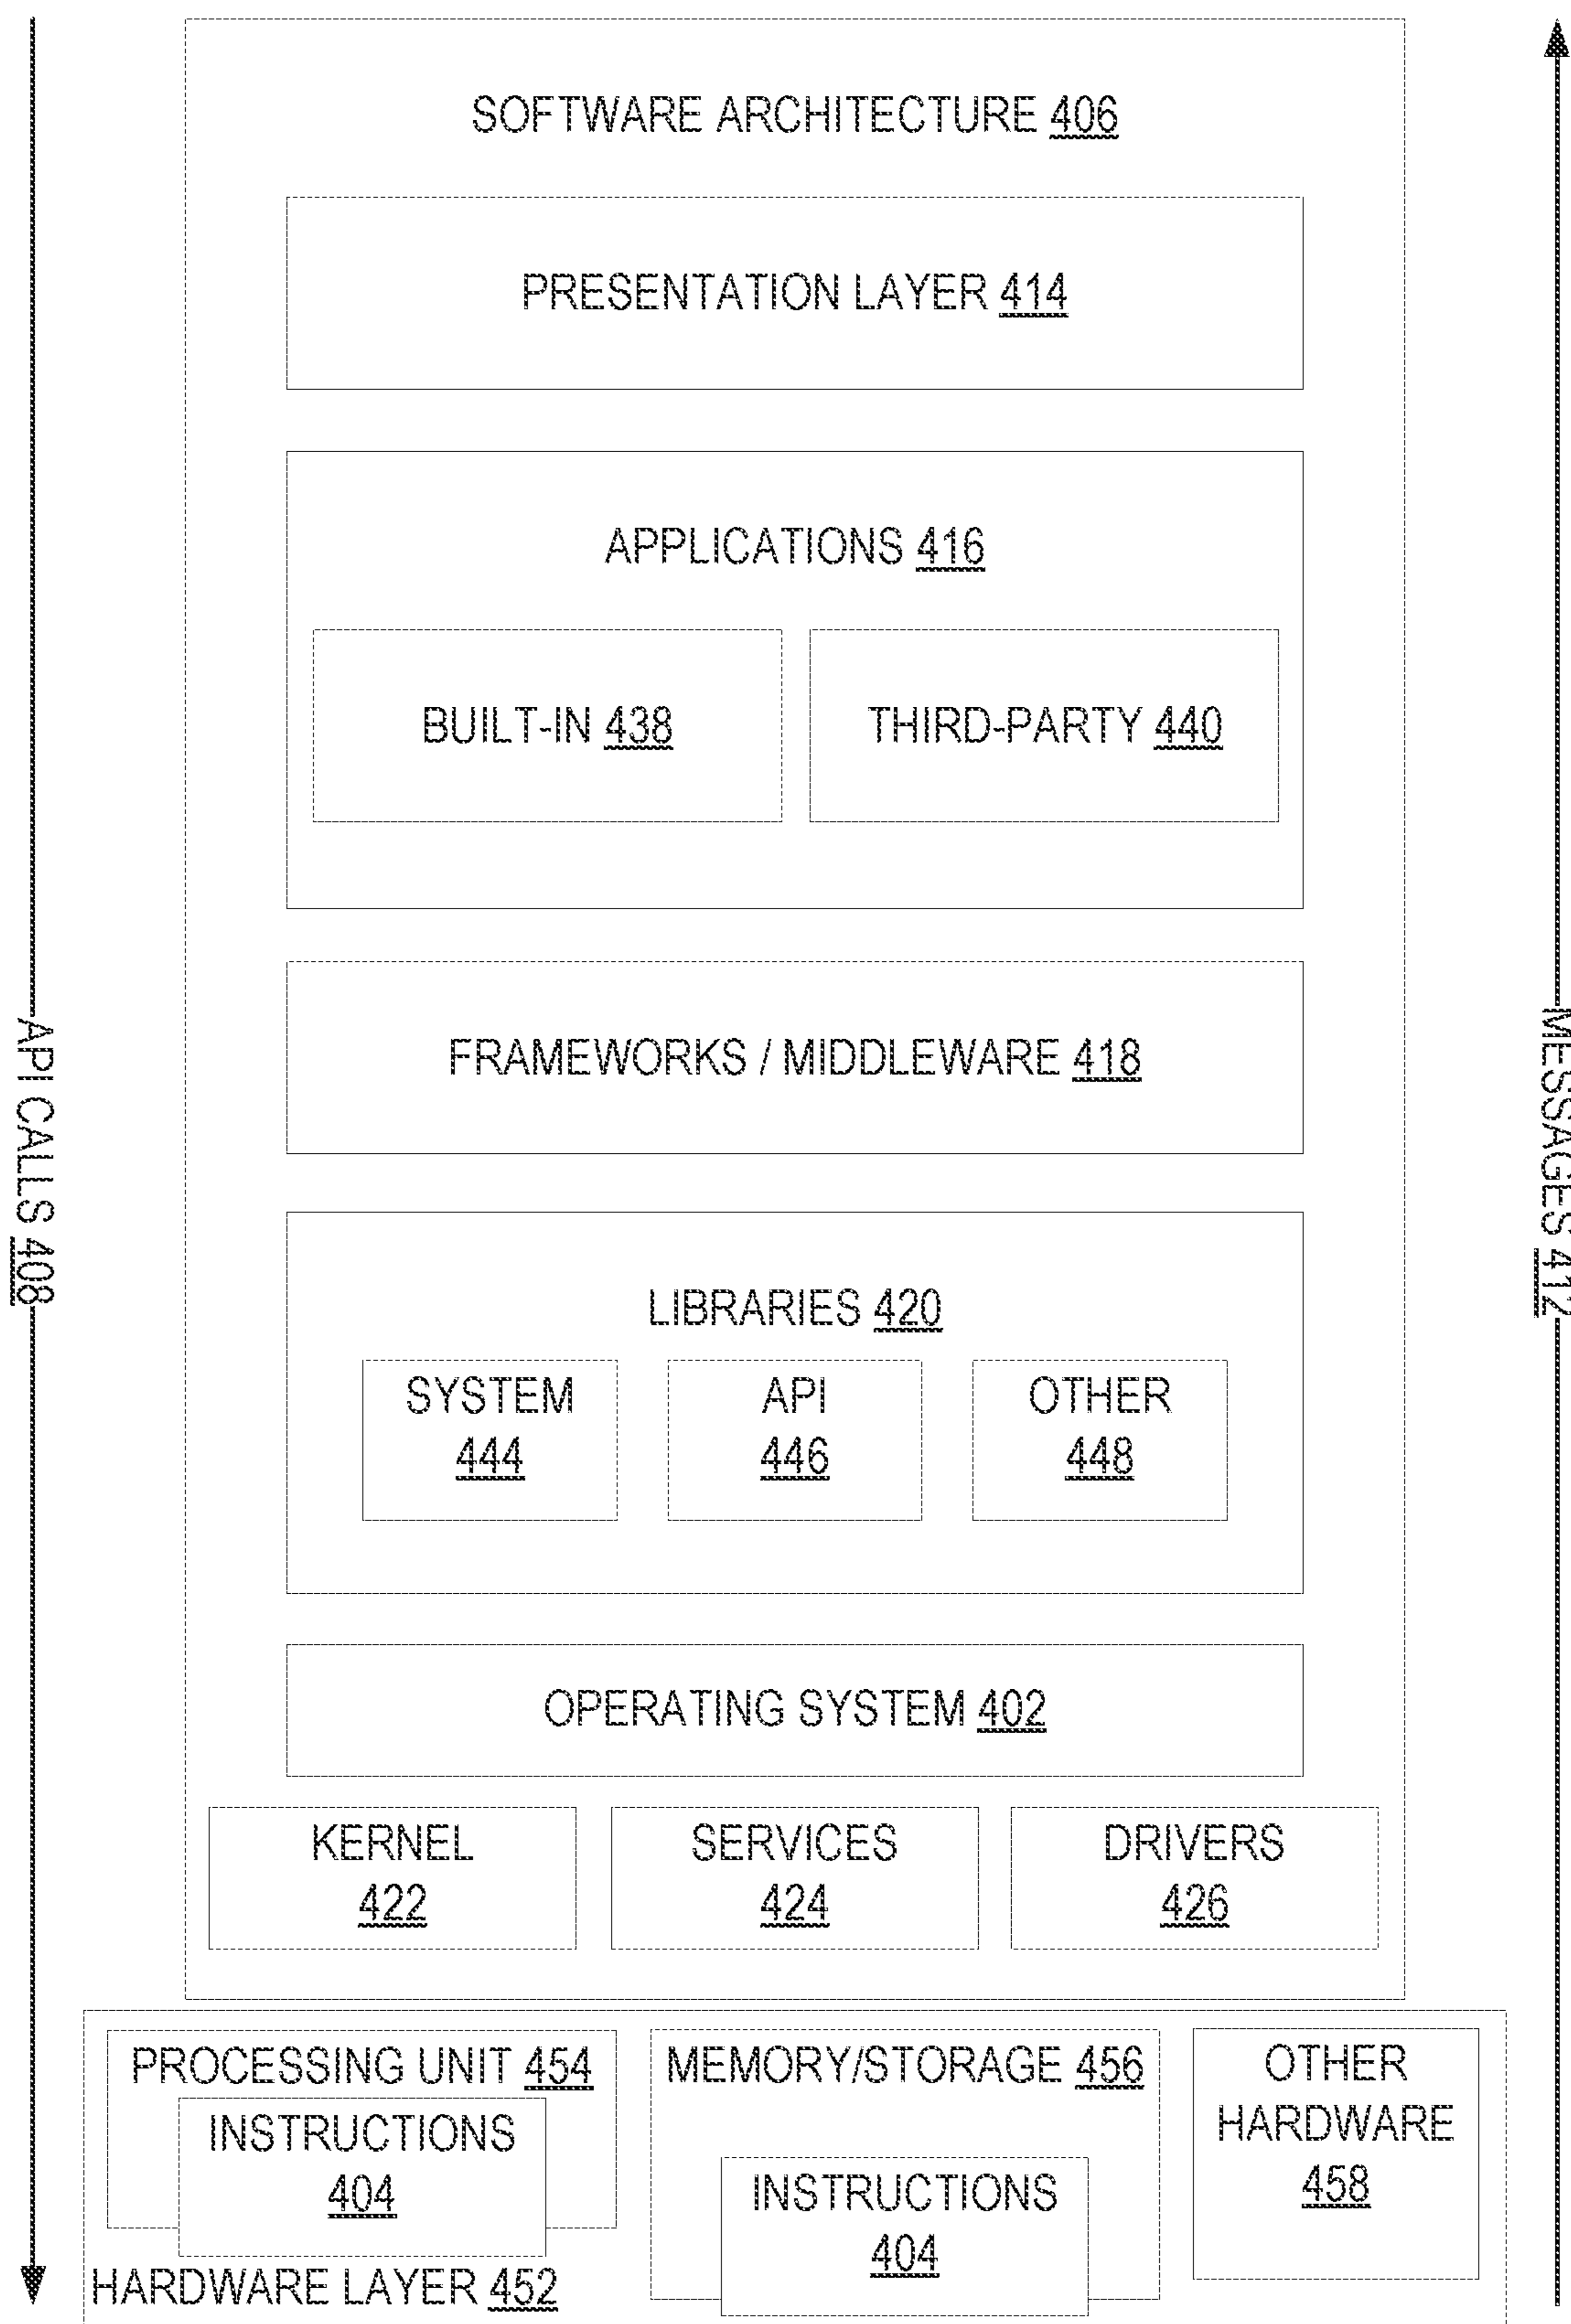 SOFTWARE ARCHITECTURE 406
PRESENTATION LAYER 414
APPLICATIONS 416
BUILT-IN 438
THIRD-PARTY 440
FRAMEWORKS / MIDDLEWARE 418
API CALLS 408
MESSAGES 412
LIBRARIES 420
SYSTEM
444
API
446
OTHER
448
OPERATING SYSTEM 402
KERNEL
422
SERVICES
424
DRIVERS
426
PROCESSING UNIT 454
INSTRUCTIONS
404
MEMORY/STORAGE 456
INSTRUCTIONS
404
OTHER
HARDWARE
458
HARDWARE LAYER 452